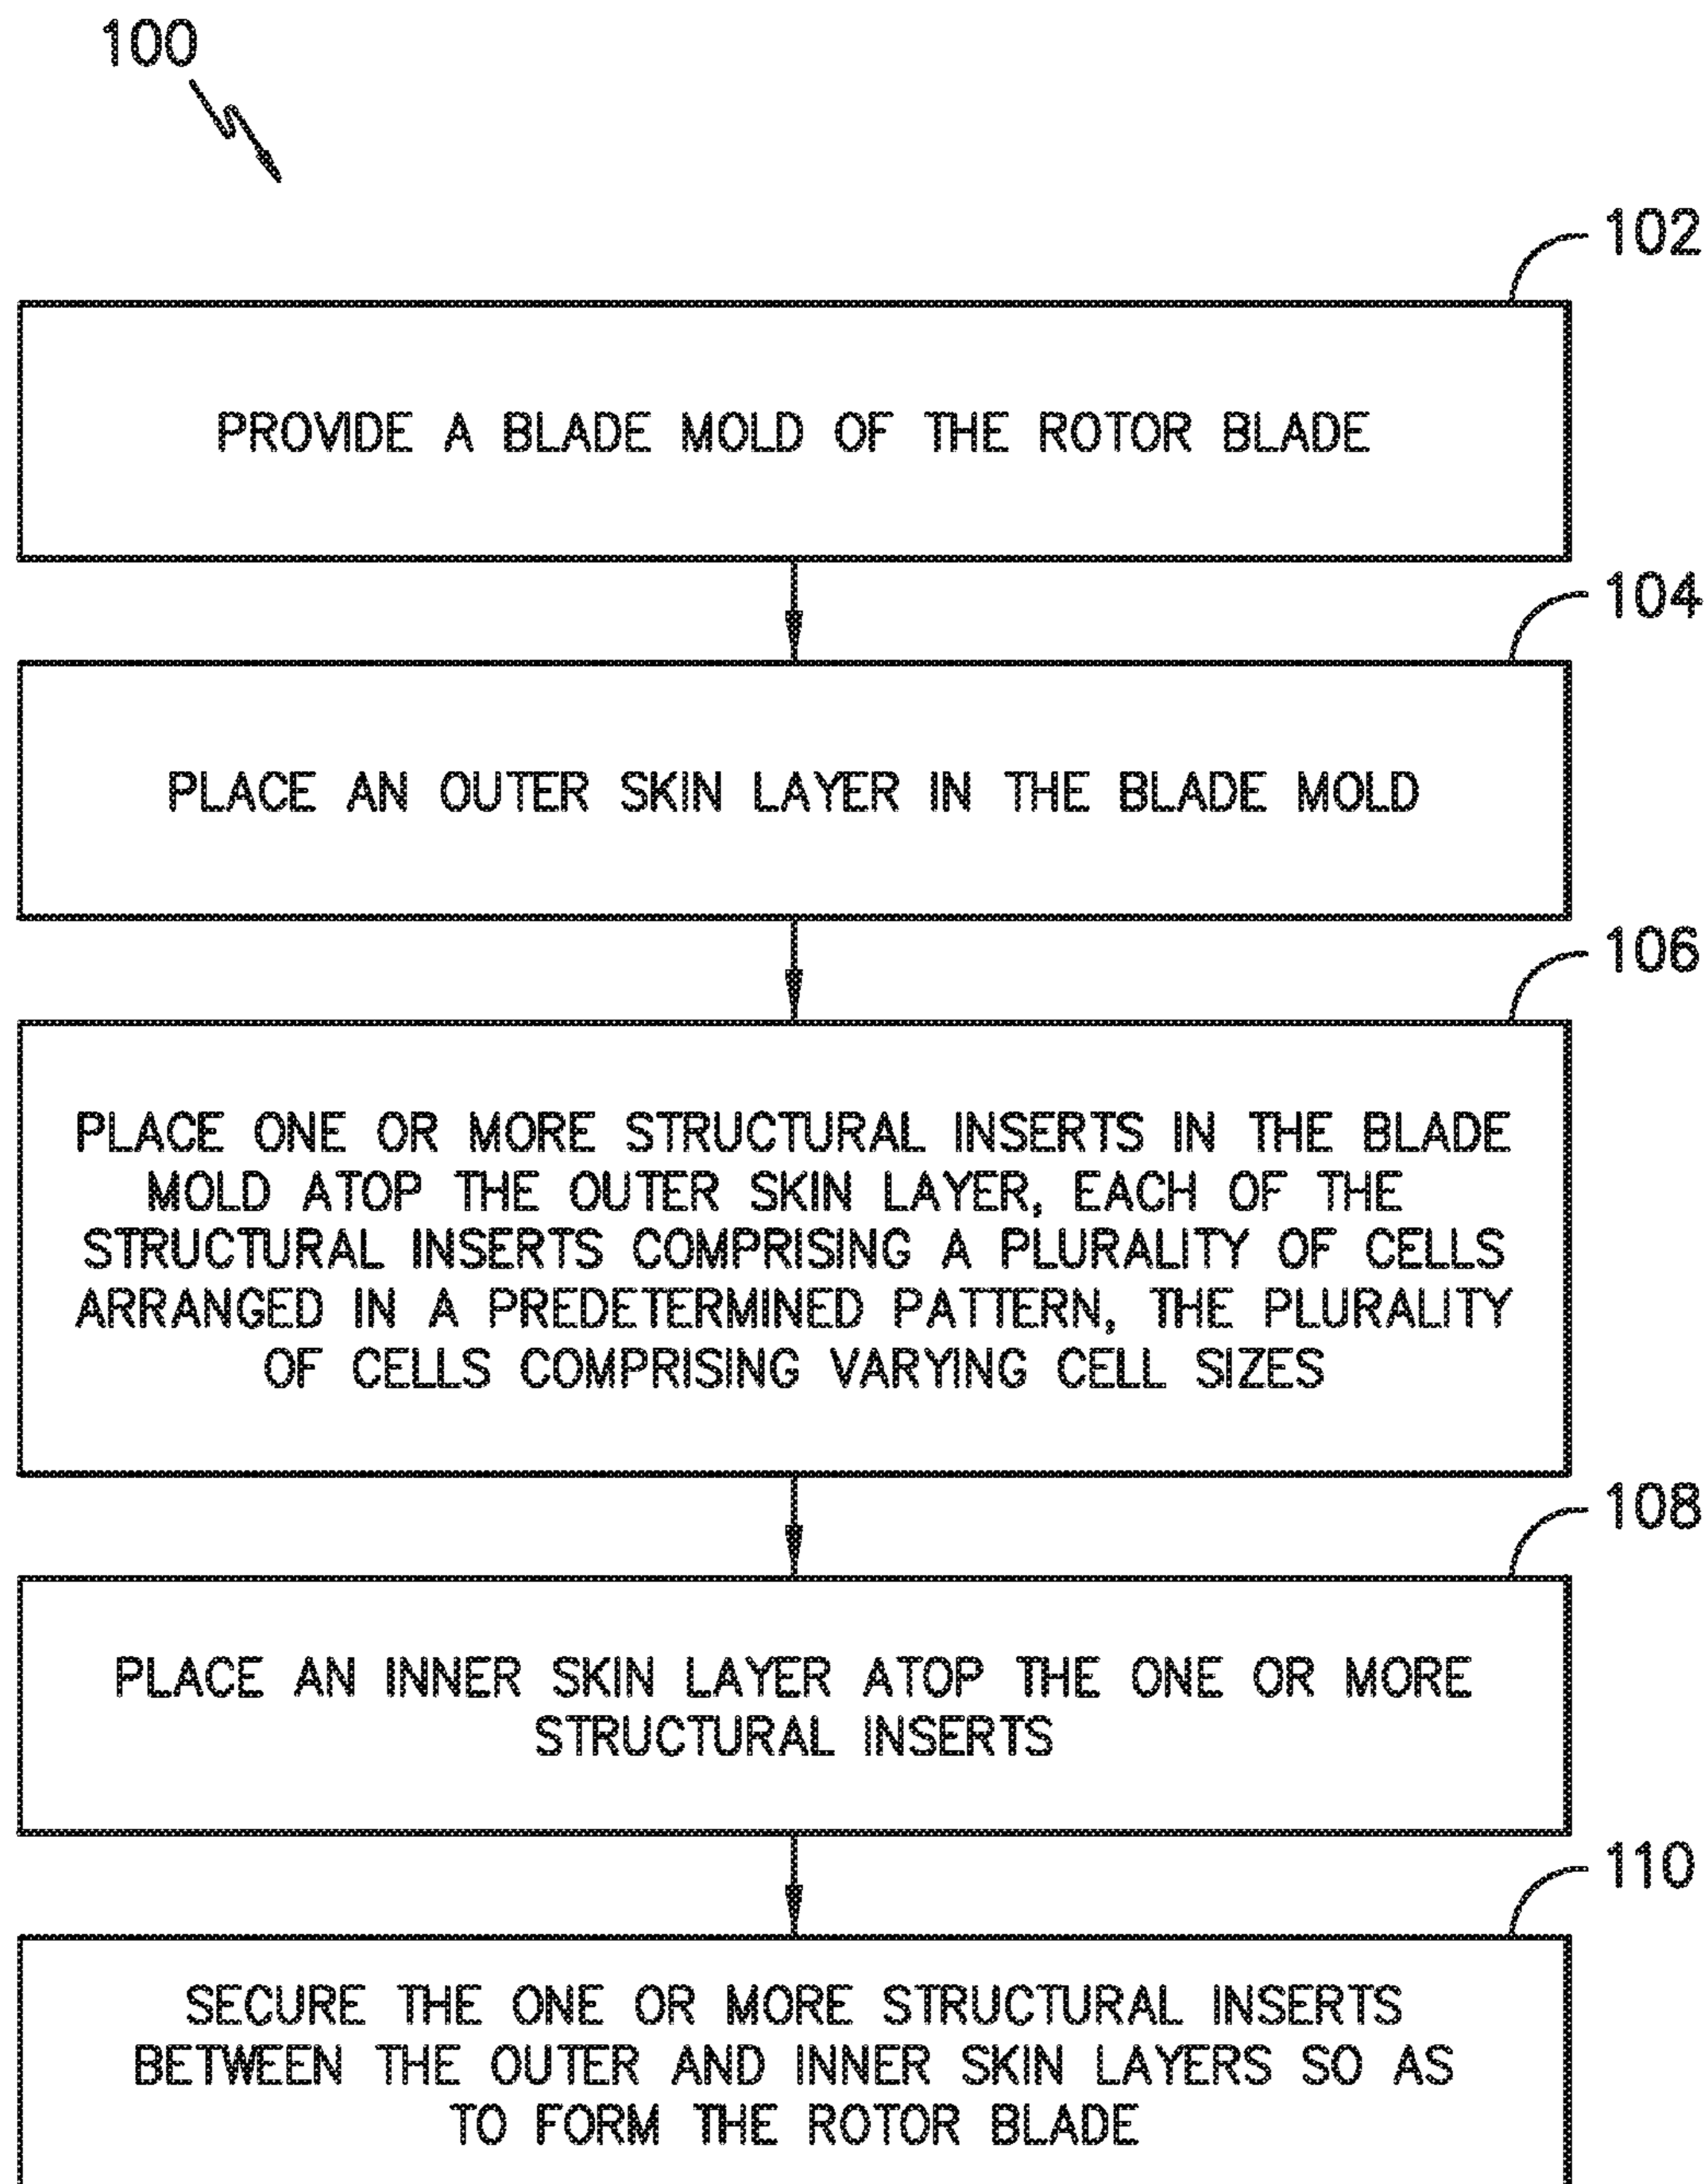 100
102
PROVIDE A BLADE MOLD OF THE ROTOR BLADE
104
PLACE AN OUTER SKIN LAYER IN THE BLADE MOLD
106
PLACE ONE OR MORE STRUCTURAL INSERTS IN THE BLADE
MOLD ATOP THE OUTER SKIN LAYER, EACH OF THE
STRUCTURAL INSERTS COMPRISING A PLURALITY OF CELLS
ARRANGED IN A PREDETERMINED PATTERN, THE PLURALITY
OF CELLS COMPRISING VARYING CELL SIZES
108
PLACE AN INNER SKIN LAYER ATOP THE ONE OR MORE
STRUCTURAL INSERTS
110
SECURE THE ONE OR MORE STRUCTURAL INSERTS
BETWEEN THE OUTER AND INNER SKIN LAYERS SO AS
TO FORM THE ROTOR BLADE